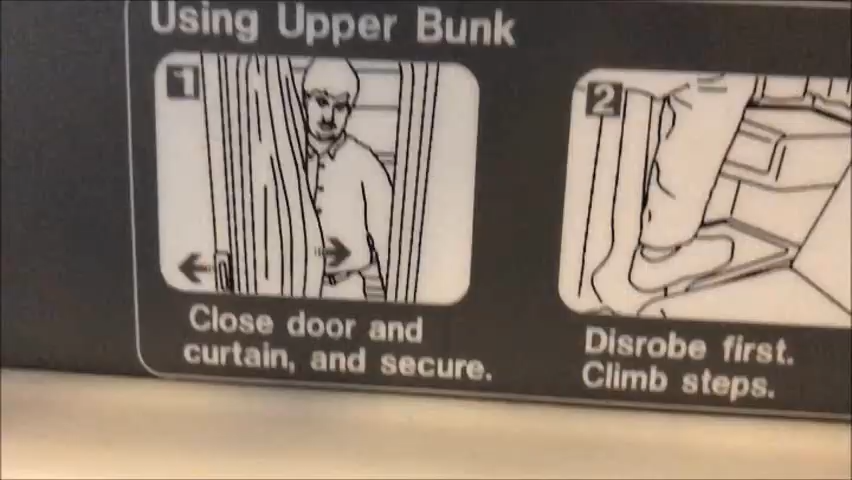 Using Upper Bunk
1
2
Close door and
curtain, and secure.
Disrobe first.
Climb steps.